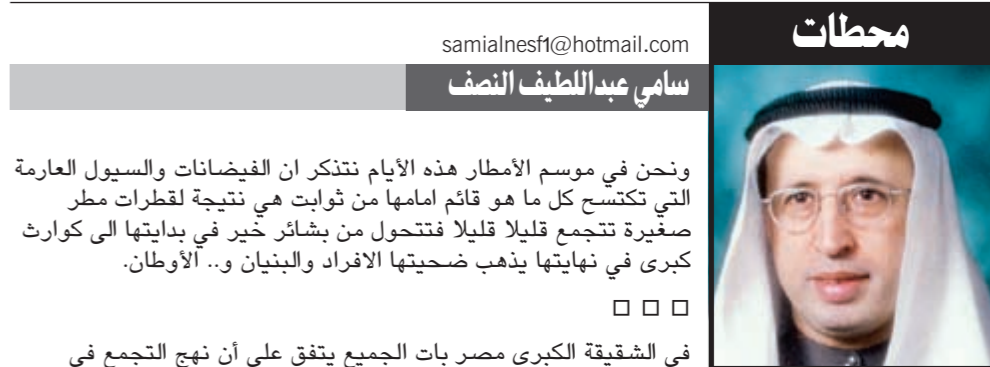 محطات
samialnesf1@hotmail.com
سامي عبداللطيف النصف
ونحن في موسم الأمطار هذه الأيام نتذكر ان الفيضانات والسيول العارمة
التي تكتسح كل ما هو قائم امامها من ثوابت هي نتيجة لقطرات مطر
صغيرة تتجمع قليلا قليلا فتتحول من بشائر خير في بدايتها الى كوارث
كبرى في نهايتها يذهب ضحيتها الافراد والبنيان و.. الأوطان.
□ □ □
في الشقيقة الكبرى مصر بات الجميع يتفق على أن نهج التجمع في